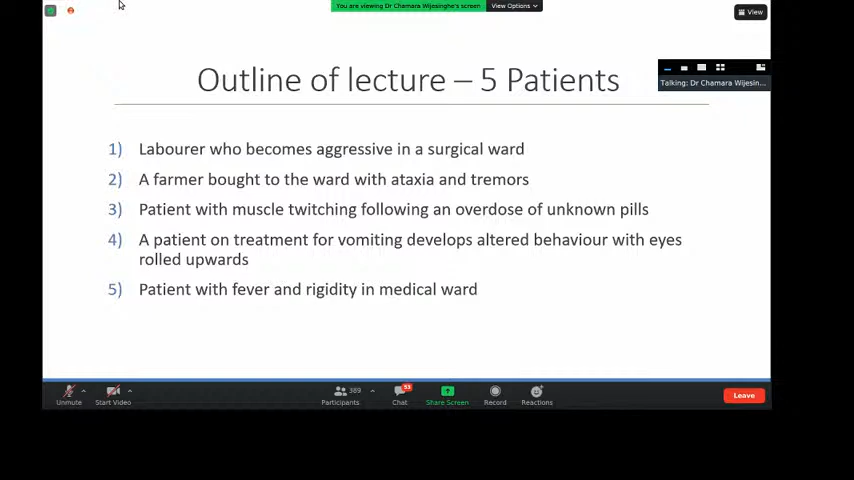 You are viewing Dr Chamara Wijesinghe's screen
View Options
View
Outline of lecture – 5 Patients
Talking: Dr Chamara Wijesin...
1) Labourer who becomes aggressive in a surgical ward
2) A farmer bought to the ward with ataxia and tremors
3) Patient with muscle twitching following an overdose of unknown pills
4) A patient on treatment for vomiting develops altered behaviour with eyes
rolled upwards
5) Patient with fever and rigidity in medical ward
389
93
Unmute
Start Video
Participants
Chat
Share Screen
Record
Reactions
Leave